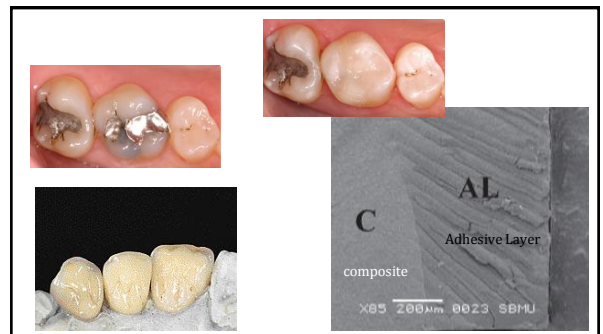 AL
C
Adhesive Layer
composite
X85 200µm 0023 SBMU